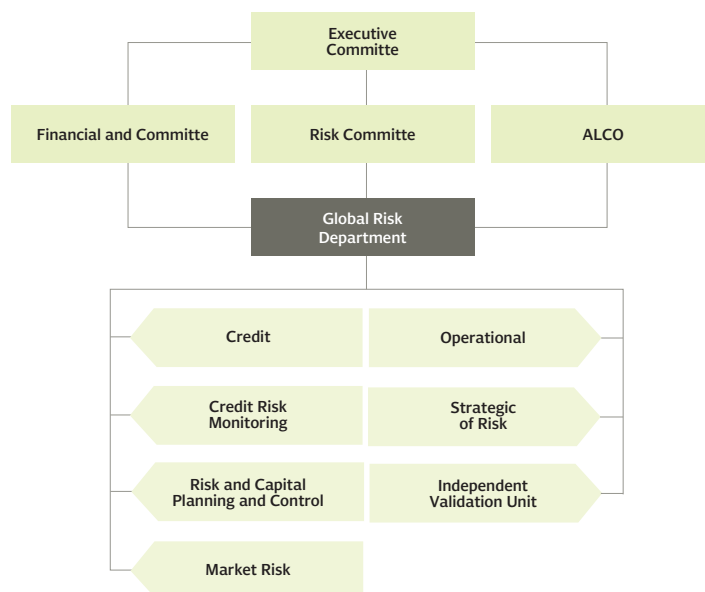 Executive
Committe
Financial and Committe
Risk Committe
ALCO
Global Risk
Department
Credit
Operational
Credit Risk
Monitoring
Strategic
of Risk
Risk and Capital
Planning and Control
Independent
Validation Unit
Market Risk